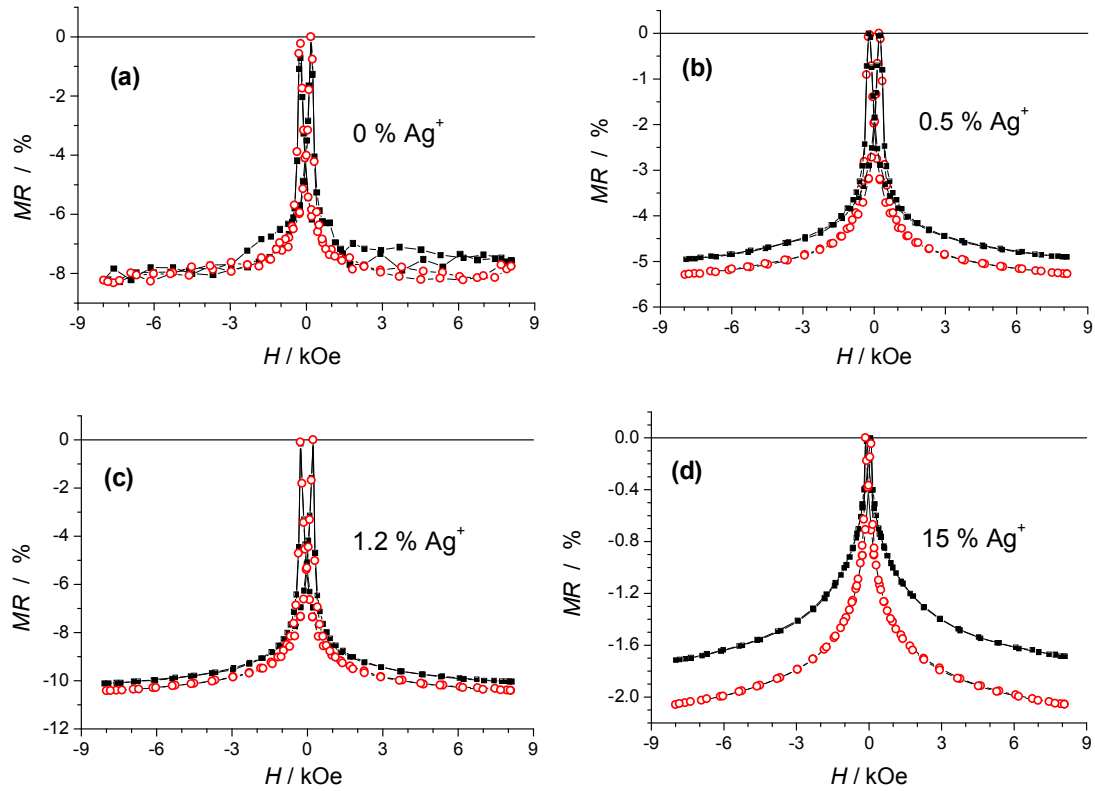 0
(a)
-2
0 % Ag⁺
MR / %
-4
-6
-8
-9 -6 -3 0 3 6 9
H / kOe
0
(b)
-1
0.5 % Ag⁺
-2
MR / %
-3
-4
-5
-6
-9 -6 -3 0 3 6 9
H / kOe
0
(c)
-2
1.2 % Ag⁺
-4
MR / %
-6
-8
-10
-12
-9 -6 -3 0 3 6 9
H / kOe
0.0
(d)
-0.4
15 % Ag⁺
-0.8
MR / %
-1.2
-1.6
-2.0
-9 -6 -3 0 3 6 9
H / kOe